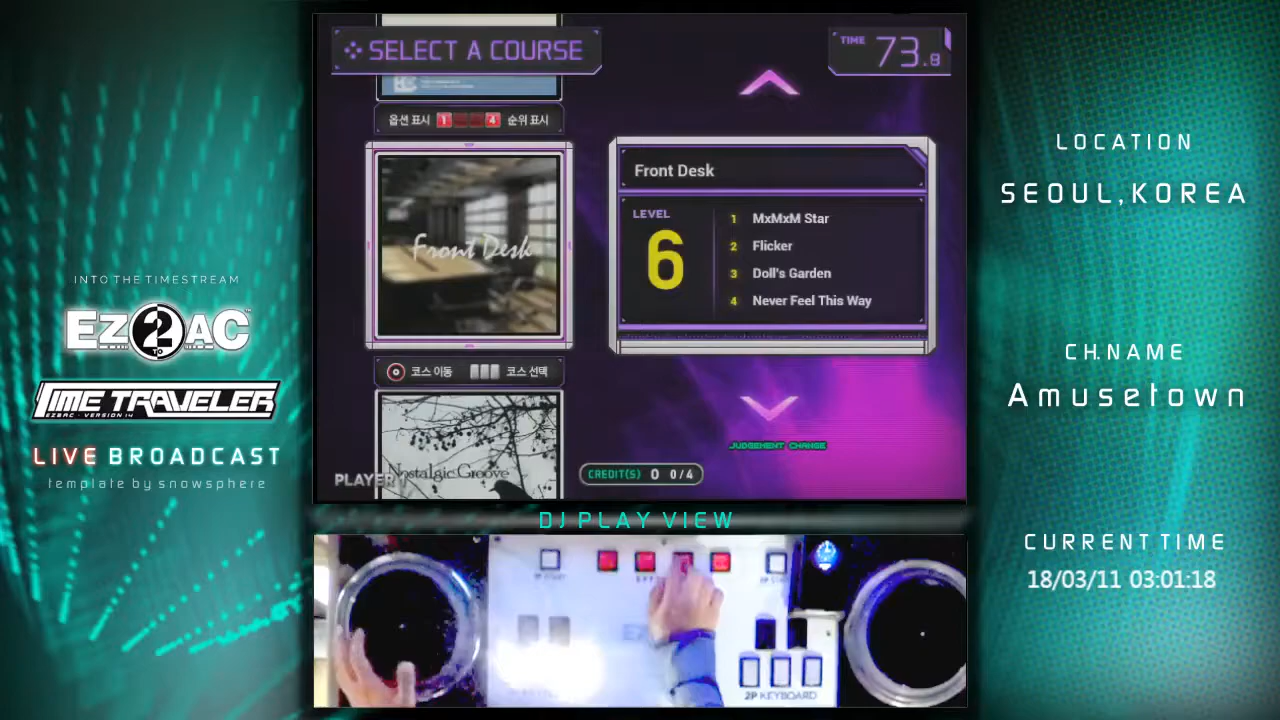 INTO THE TIMESTREAM
EZ2AC
TIME TRAVELER
EZ2AC - VERSION 14
LIVE BROADCAST
template by snowsphere
SELECT A COURSE
TIME 73.8
옵션 표시 1 4 순위 표시
Front Desk
코스 이동 코스 선택
Nostalgic Groove
PLAYER 1
Front Desk
LEVEL
6
1 MxMxM Star
2 Flicker
3 Doll's Garden
4 Never Feel This Way
JUDGEMENT CHANGE
CREDIT(S) 0 0/4
DJ PLAY VIEW
2P KEYBOARD
LOCATION
SEOUL,KOREA
CH.NAME
Amusetown
CURRENT TIME
18/03/11 03:01:18